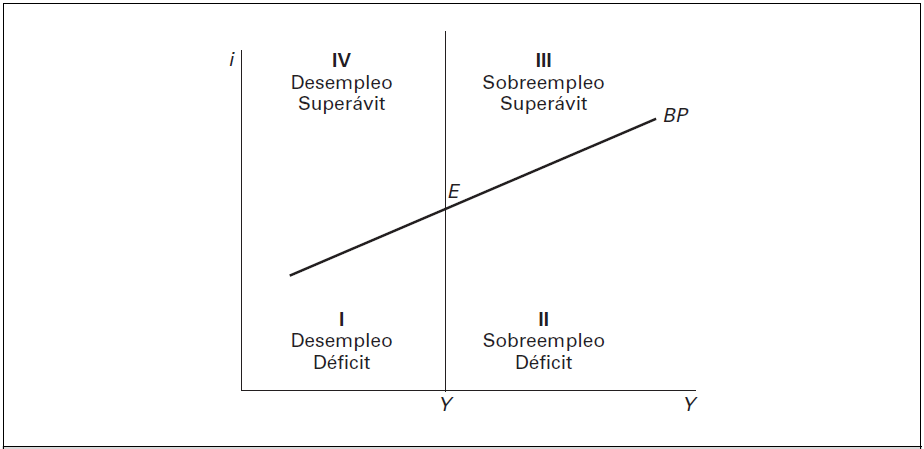 i
IV
Desempleo
Superávit
III
Sobreempleo
Superávit
BP
E
I
Desempleo
Déficit
II
Sobreempleo
Déficit
Y
Y